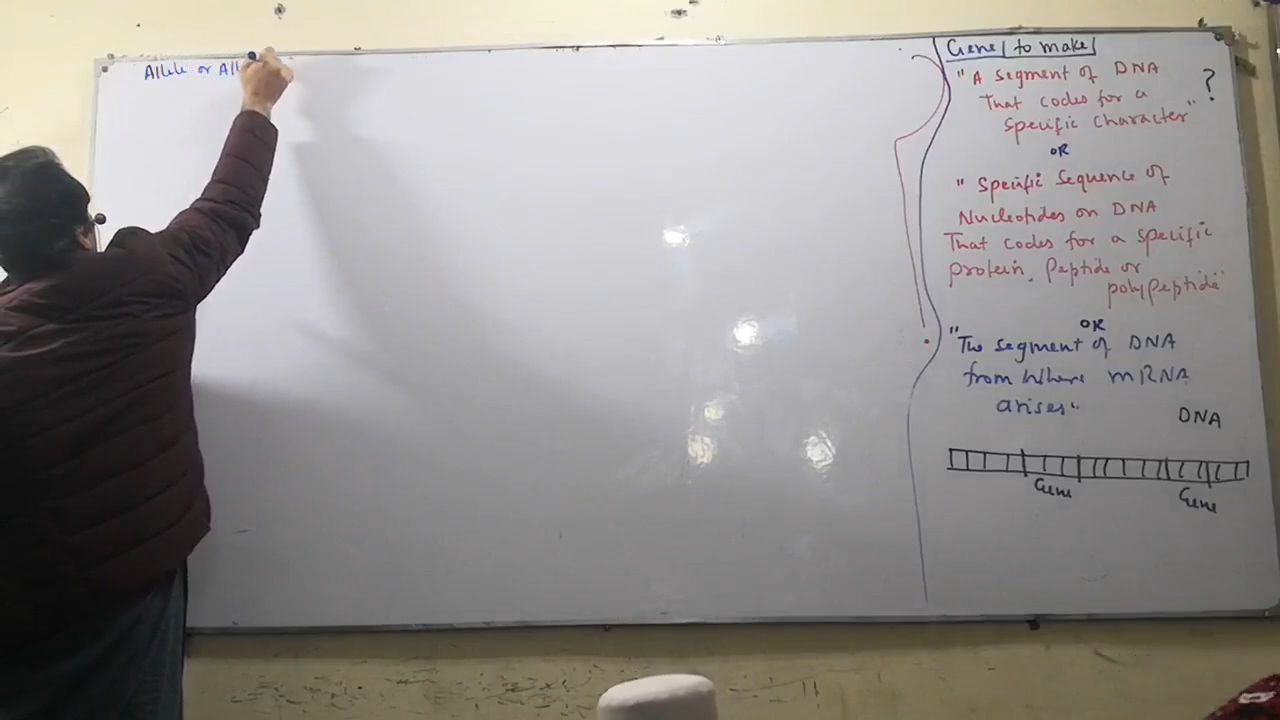 Allele or All
Gene / to make /
"A segment of DNA
That codes for a
Specific character"
?
OR
"Specific Sequence of
Nucleotides on DNA
That codes for a specific
protein, Peptide or
polypeptide"
OR
"The segment of DNA
from where mRNA
arises"
DNA
Gene
Gene